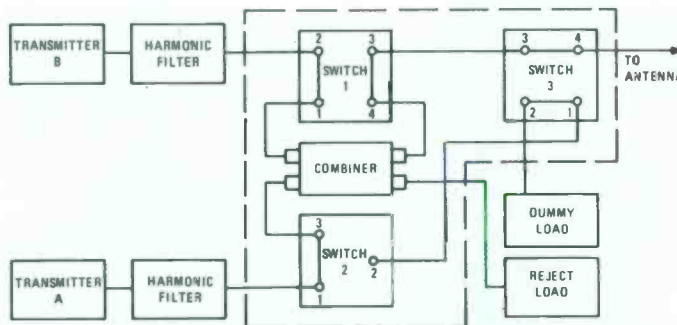 TRANSMITTER
B
HARMONIC
FILTER
2
3
SWITCH
1
1
4
3
4
SWITCH
3
2
1
TO
ANTENNA
COMBINER
DUMMY
LOAD
3
SWITCH
2
2
1
REJECT
LOAD
TRANSMITTER
A
HARMONIC
FILTER